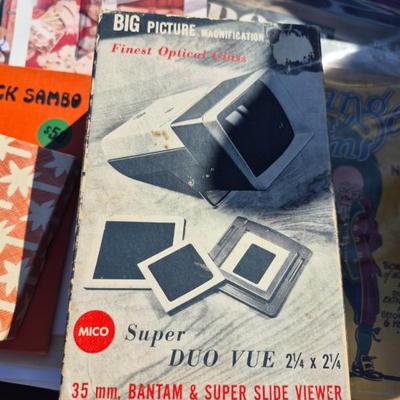 BIG PICTURE MAGNIFICATION
Finest Optical Glass
CK SAMBO
$5
MICO
Super
DUO VUE 2¼ x 2¼
35 mm. BANTAM & SUPER SLIDE VIEWER